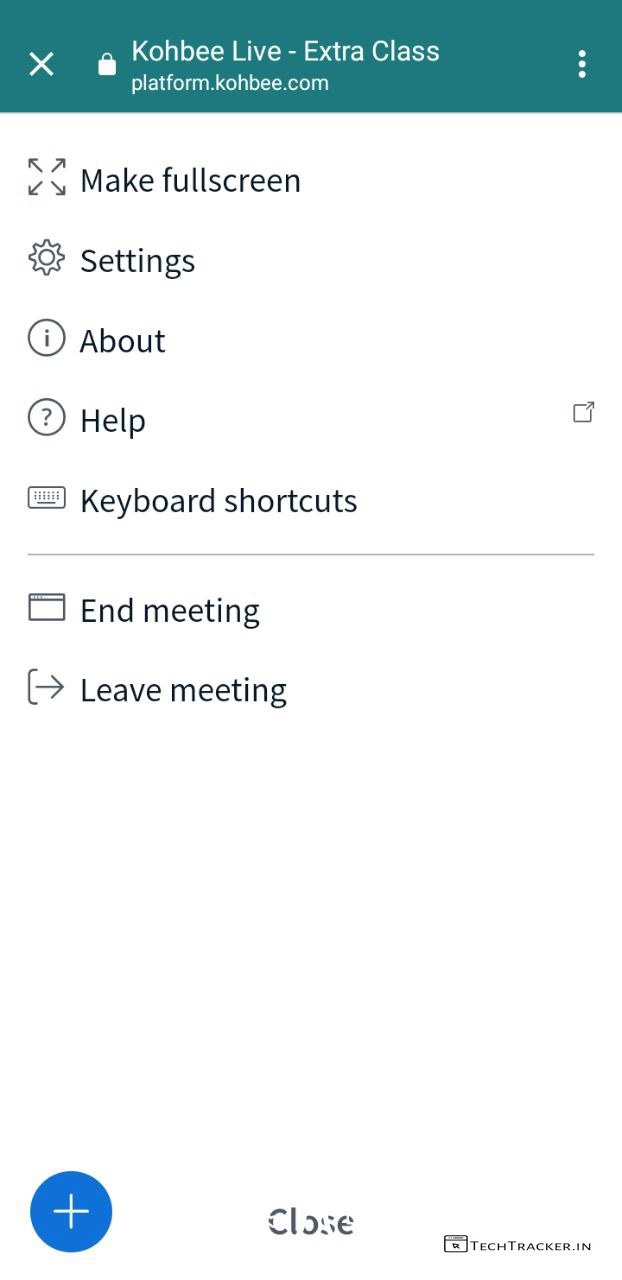 Kohbee Live - Extra Class
platform.kohbee.com
Make fullscreen
Settings
About
Help
Keyboard shortcuts
End meeting
Leave meeting
Close
TECHTRACKER.IN